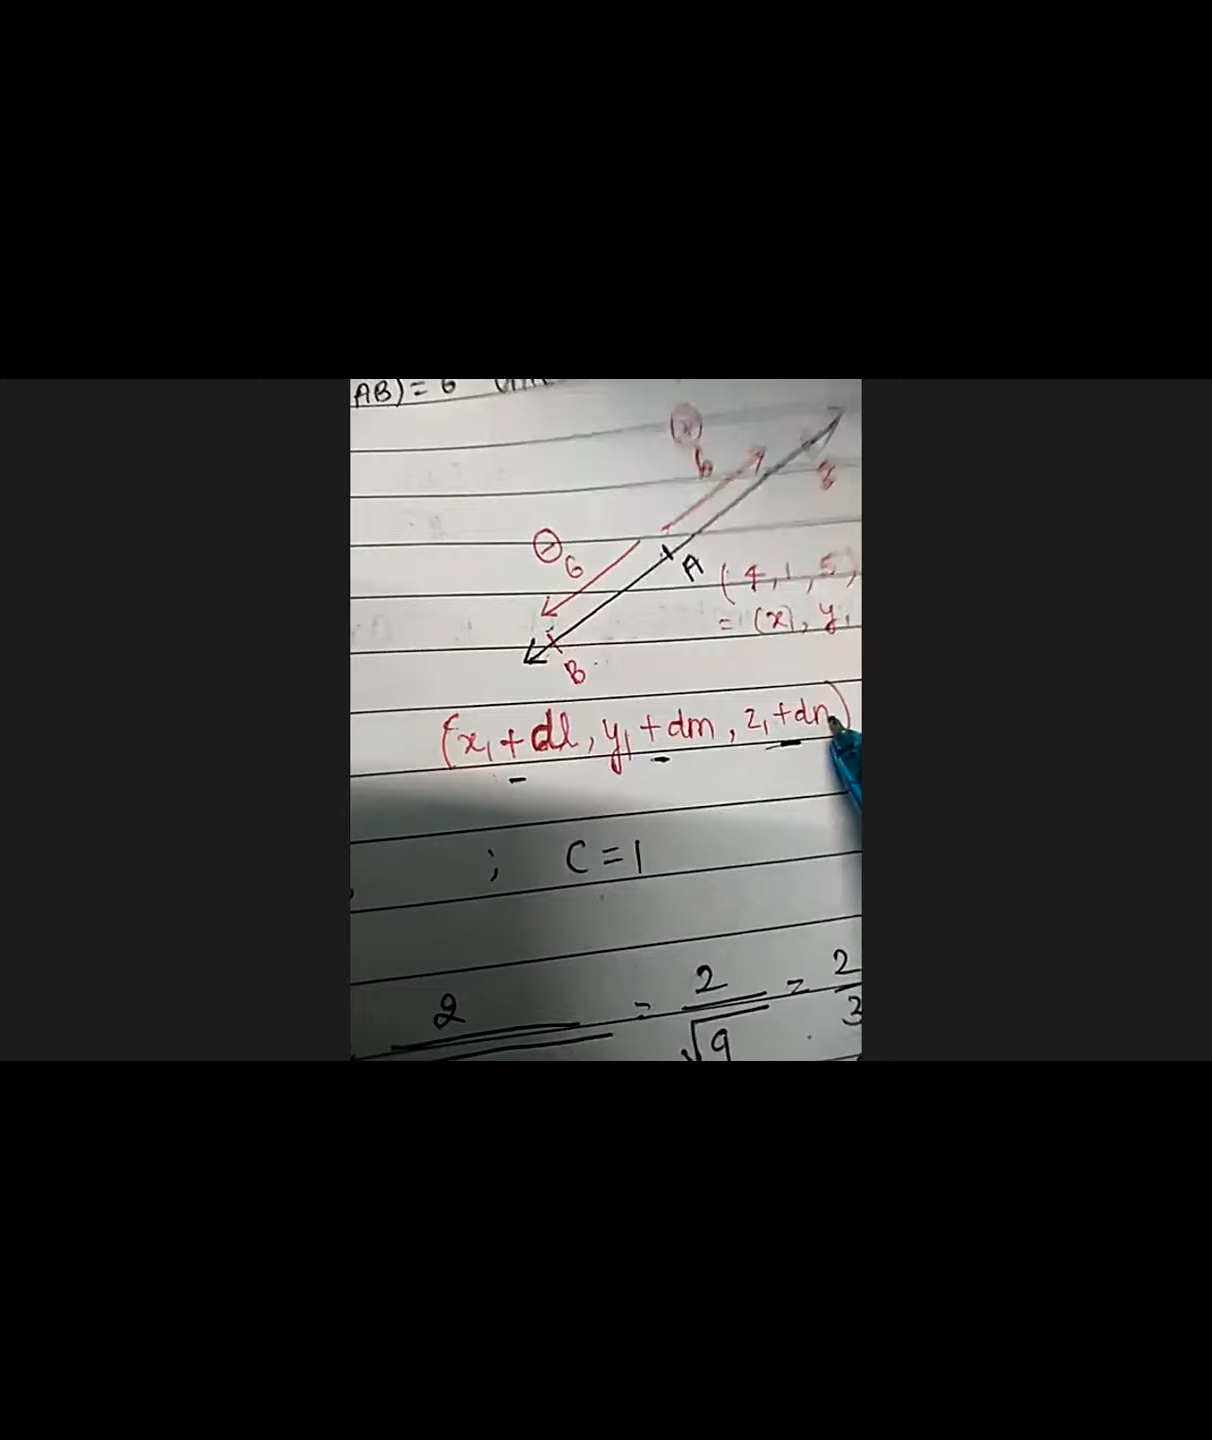 AB) = 6
(+)
6
B
(-)
6
A
(4, 1, 5)
= (x₁, y₁
B
(x₁ + dl, y₁ + dm, z₁ + dn)
-
-
-
; C = 1
2 = 2/√9 = 2/3